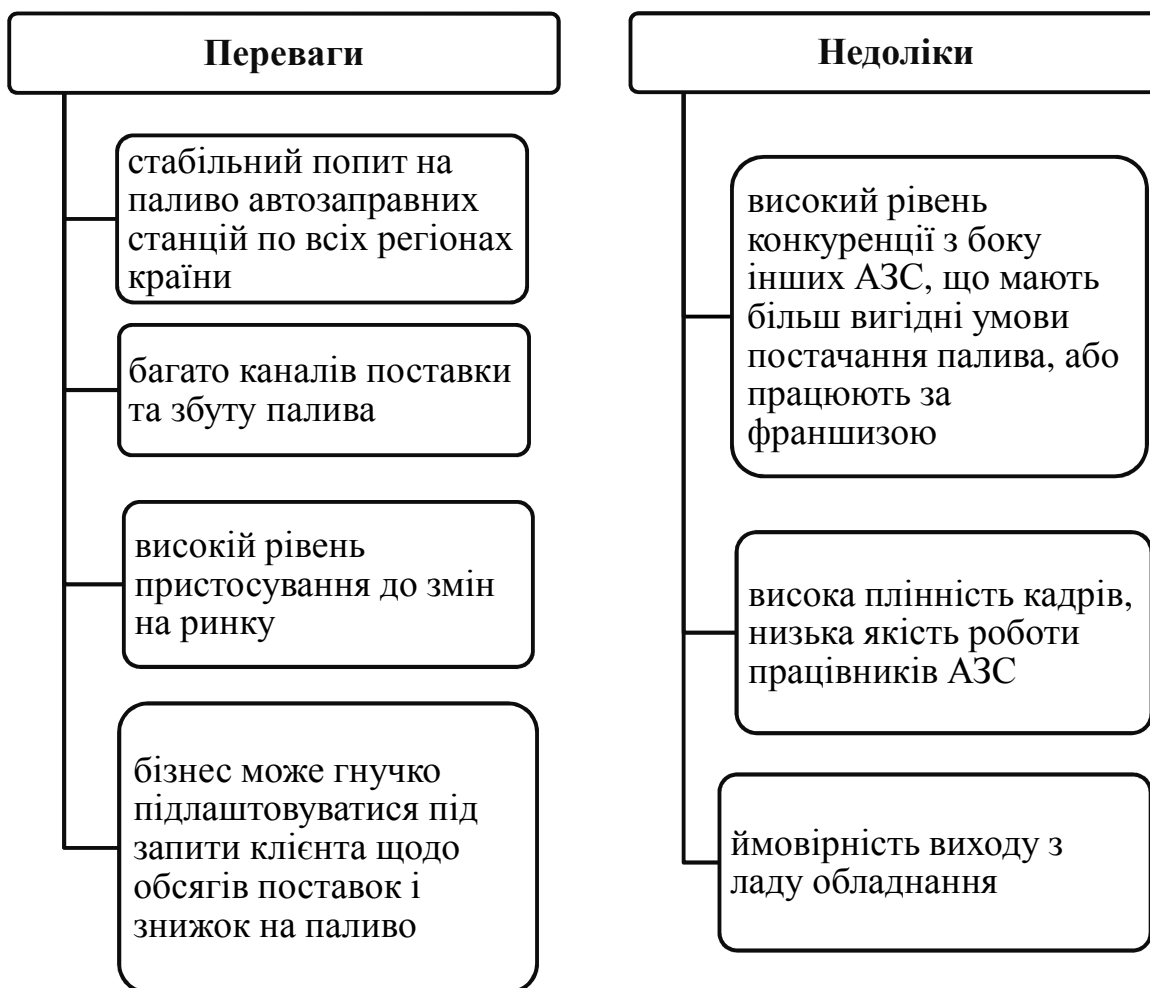 Переваги
стабільний попит на
паливо автозаправних
станцій по всіх регіонах
країни
багато каналів поставки
та збуту палива
високій рівень
пристосування до змін
на ринку
бізнес може гнучко
підлаштовуватися під
запити клієнта щодо
обсягів поставок і
знижок на паливо
Недоліки
високий рівень
конкуренції з боку
інших АЗС, що мають
більш вигідні умови
постачання палива, або
працюють за
франшизою
висока плінність кадрів,
низька якість роботи
працівників АЗС
ймовірність виходу з
ладу обладнання